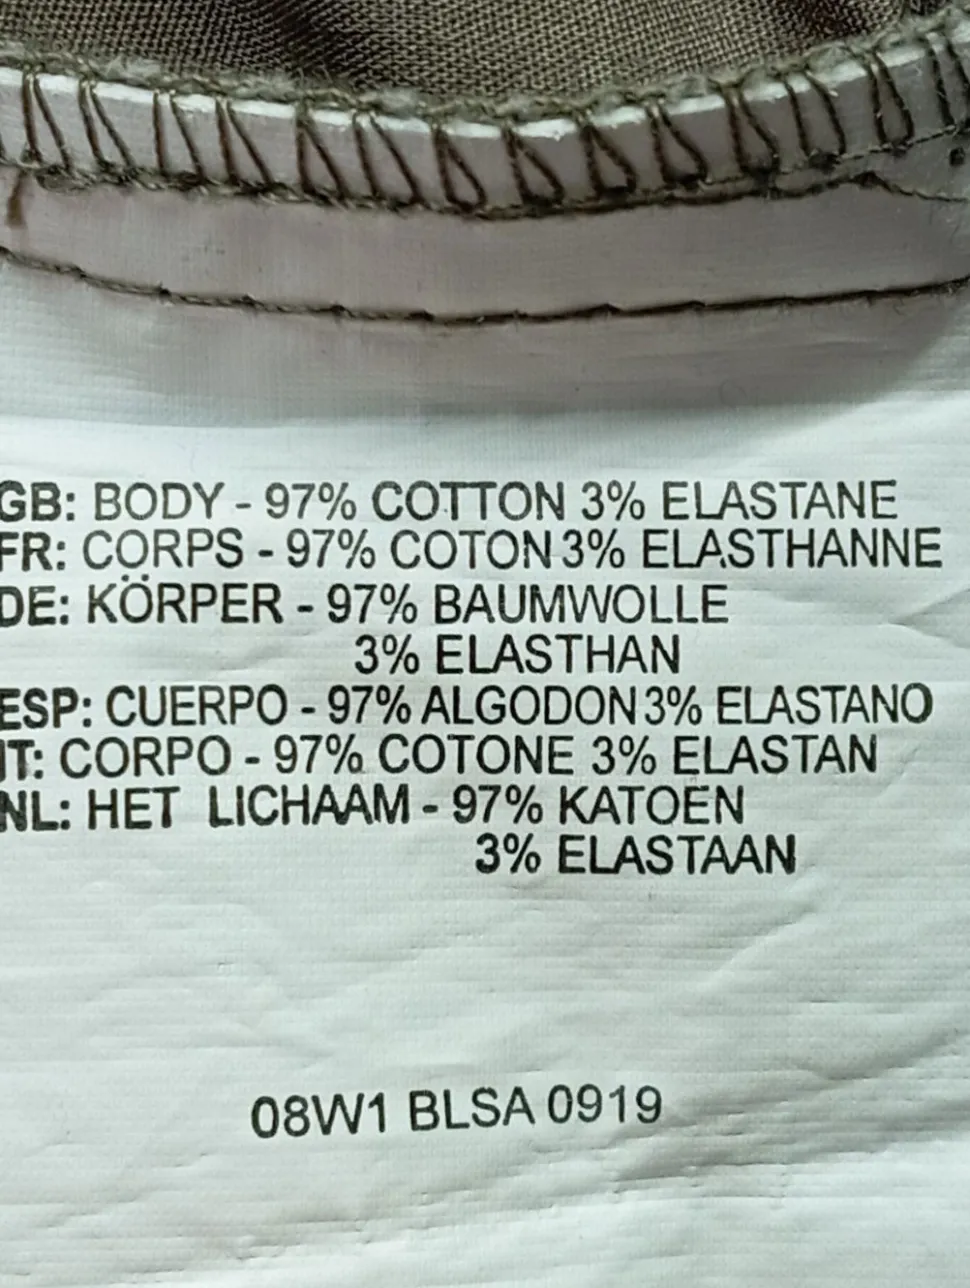 GB: BODY - 97% COTTON 3% ELASTANE
FR: CORPS - 97% COTON 3% ELASTHANNE
DE: KÖRPER - 97% BAUMWOLLE
3% ELASTHAN
ESP: CUERPO - 97% ALGODON 3% ELASTANO
IT: CORPO - 97% COTONE 3% ELASTAN
NL: HET LICHAAM - 97% KATOEN
3% ELASTAAN
08W1 BLSA 0919